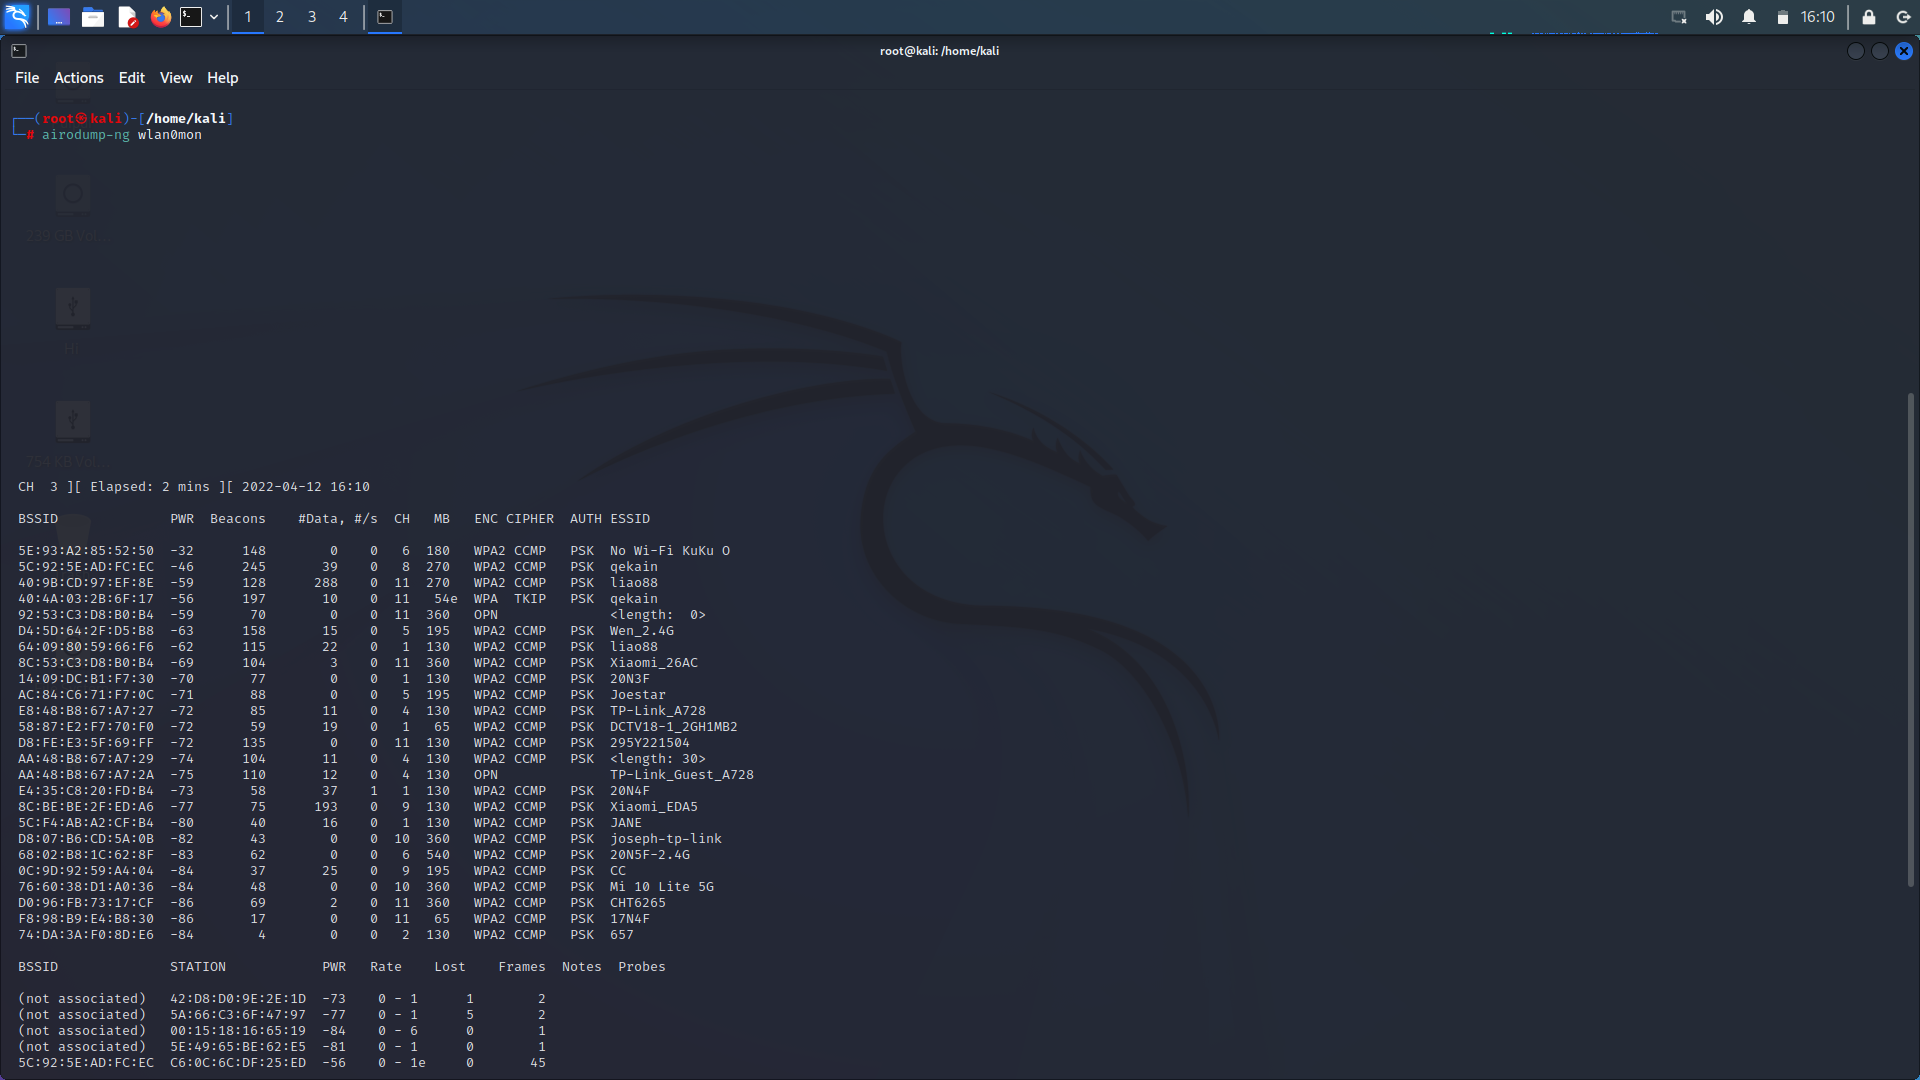 1 2 3 4 16:10
root@kali: /home/kali
File Actions Edit View Help
(root㉿kali)-[/home/kali]
# airodump-ng wlan0mon
239 GB Vol...
754 KB Vol...
CH 3 ][ Elapsed: 2 mins ][ 2022-04-12 16:10
BSSID PWR Beacons #Data, #/s CH MB ENC CIPHER AUTH ESSID
5E:93:A2:85:52:50 -32 148 0 0 6 180 WPA2 CCMP PSK No Wi-Fi KuKu O
5C:92:5E:AD:FC:EC -46 245 39 0 8 270 WPA2 CCMP PSK qekain
40:9B:CD:97:EF:8E -59 128 288 0 11 270 WPA2 CCMP PSK liao88
40:4A:03:2B:6F:17 -56 197 10 0 11 54e WPA TKIP PSK qekain
92:53:C3:D8:B0:B4 -59 70 0 0 11 360 OPN <length: 0>
D4:5D:64:2F:D5:B8 -63 158 15 0 5 195 WPA2 CCMP PSK Wen_2.4G
64:09:80:59:66:F6 -62 115 22 0 1 130 WPA2 CCMP PSK liao88
8C:53:C3:D8:B0:B4 -69 104 3 0 11 360 WPA2 CCMP PSK Xiaomi_26AC
14:09:DC:B1:F7:30 -70 77 0 0 1 130 WPA2 CCMP PSK 20N3F
AC:84:C6:71:F7:0C -71 88 0 0 5 195 WPA2 CCMP PSK Joestar
E8:48:B8:67:A7:27 -72 85 11 0 4 130 WPA2 CCMP PSK TP-Link_A728
58:87:E2:F7:70:F0 -72 59 19 0 1 65 WPA2 CCMP PSK DCTV18-1_2GH1MB2
D8:FE:E3:5F:69:FF -72 135 0 0 11 130 WPA2 CCMP PSK 295Y221504
AA:48:B8:67:A7:29 -74 104 11 0 4 130 WPA2 CCMP PSK <length: 30>
AA:48:B8:67:A7:2A -75 110 12 0 4 130 OPN TP-Link_Guest_A728
E4:35:C8:20:FD:B4 -73 58 37 1 1 130 WPA2 CCMP PSK 20N4F
8C:BE:BE:2F:ED:A6 -77 75 193 0 9 130 WPA2 CCMP PSK Xiaomi_EDA5
5C:F4:AB:A2:CF:B4 -80 40 16 0 1 130 WPA2 CCMP PSK JANE
D8:07:B6:CD:5A:0B -82 43 0 0 10 360 WPA2 CCMP PSK joseph-tp-link
68:02:B8:1C:62:8F -83 62 0 0 6 540 WPA2 CCMP PSK 20N5F-2.4G
0C:9D:92:59:A4:04 -84 37 25 0 9 195 WPA2 CCMP PSK CC
76:60:38:D1:A0:36 -84 48 0 0 10 360 WPA2 CCMP PSK Mi 10 Lite 5G
D0:96:FB:73:17:CF -86 69 2 0 11 360 WPA2 CCMP PSK CHT6265
F8:98:B9:E4:B8:30 -86 17 0 0 11 65 WPA2 CCMP PSK 17N4F
74:DA:3A:F0:8D:E6 -84 4 0 0 2 130 WPA2 CCMP PSK 657
BSSID STATION PWR Rate Lost Frames Notes Probes
(not associated) 42:D8:D0:9E:2E:1D -73 0 - 1 1 2
(not associated) 5A:66:C3:6F:47:97 -77 0 - 1 5 2
(not associated) 00:15:18:16:65:19 -84 0 - 6 0 1
(not associated) 5E:49:65:BE:62:E5 -81 0 - 1 0 1
5C:92:5E:AD:FC:EC C6:0C:6C:DF:25:ED -56 0 - 1e 0 45